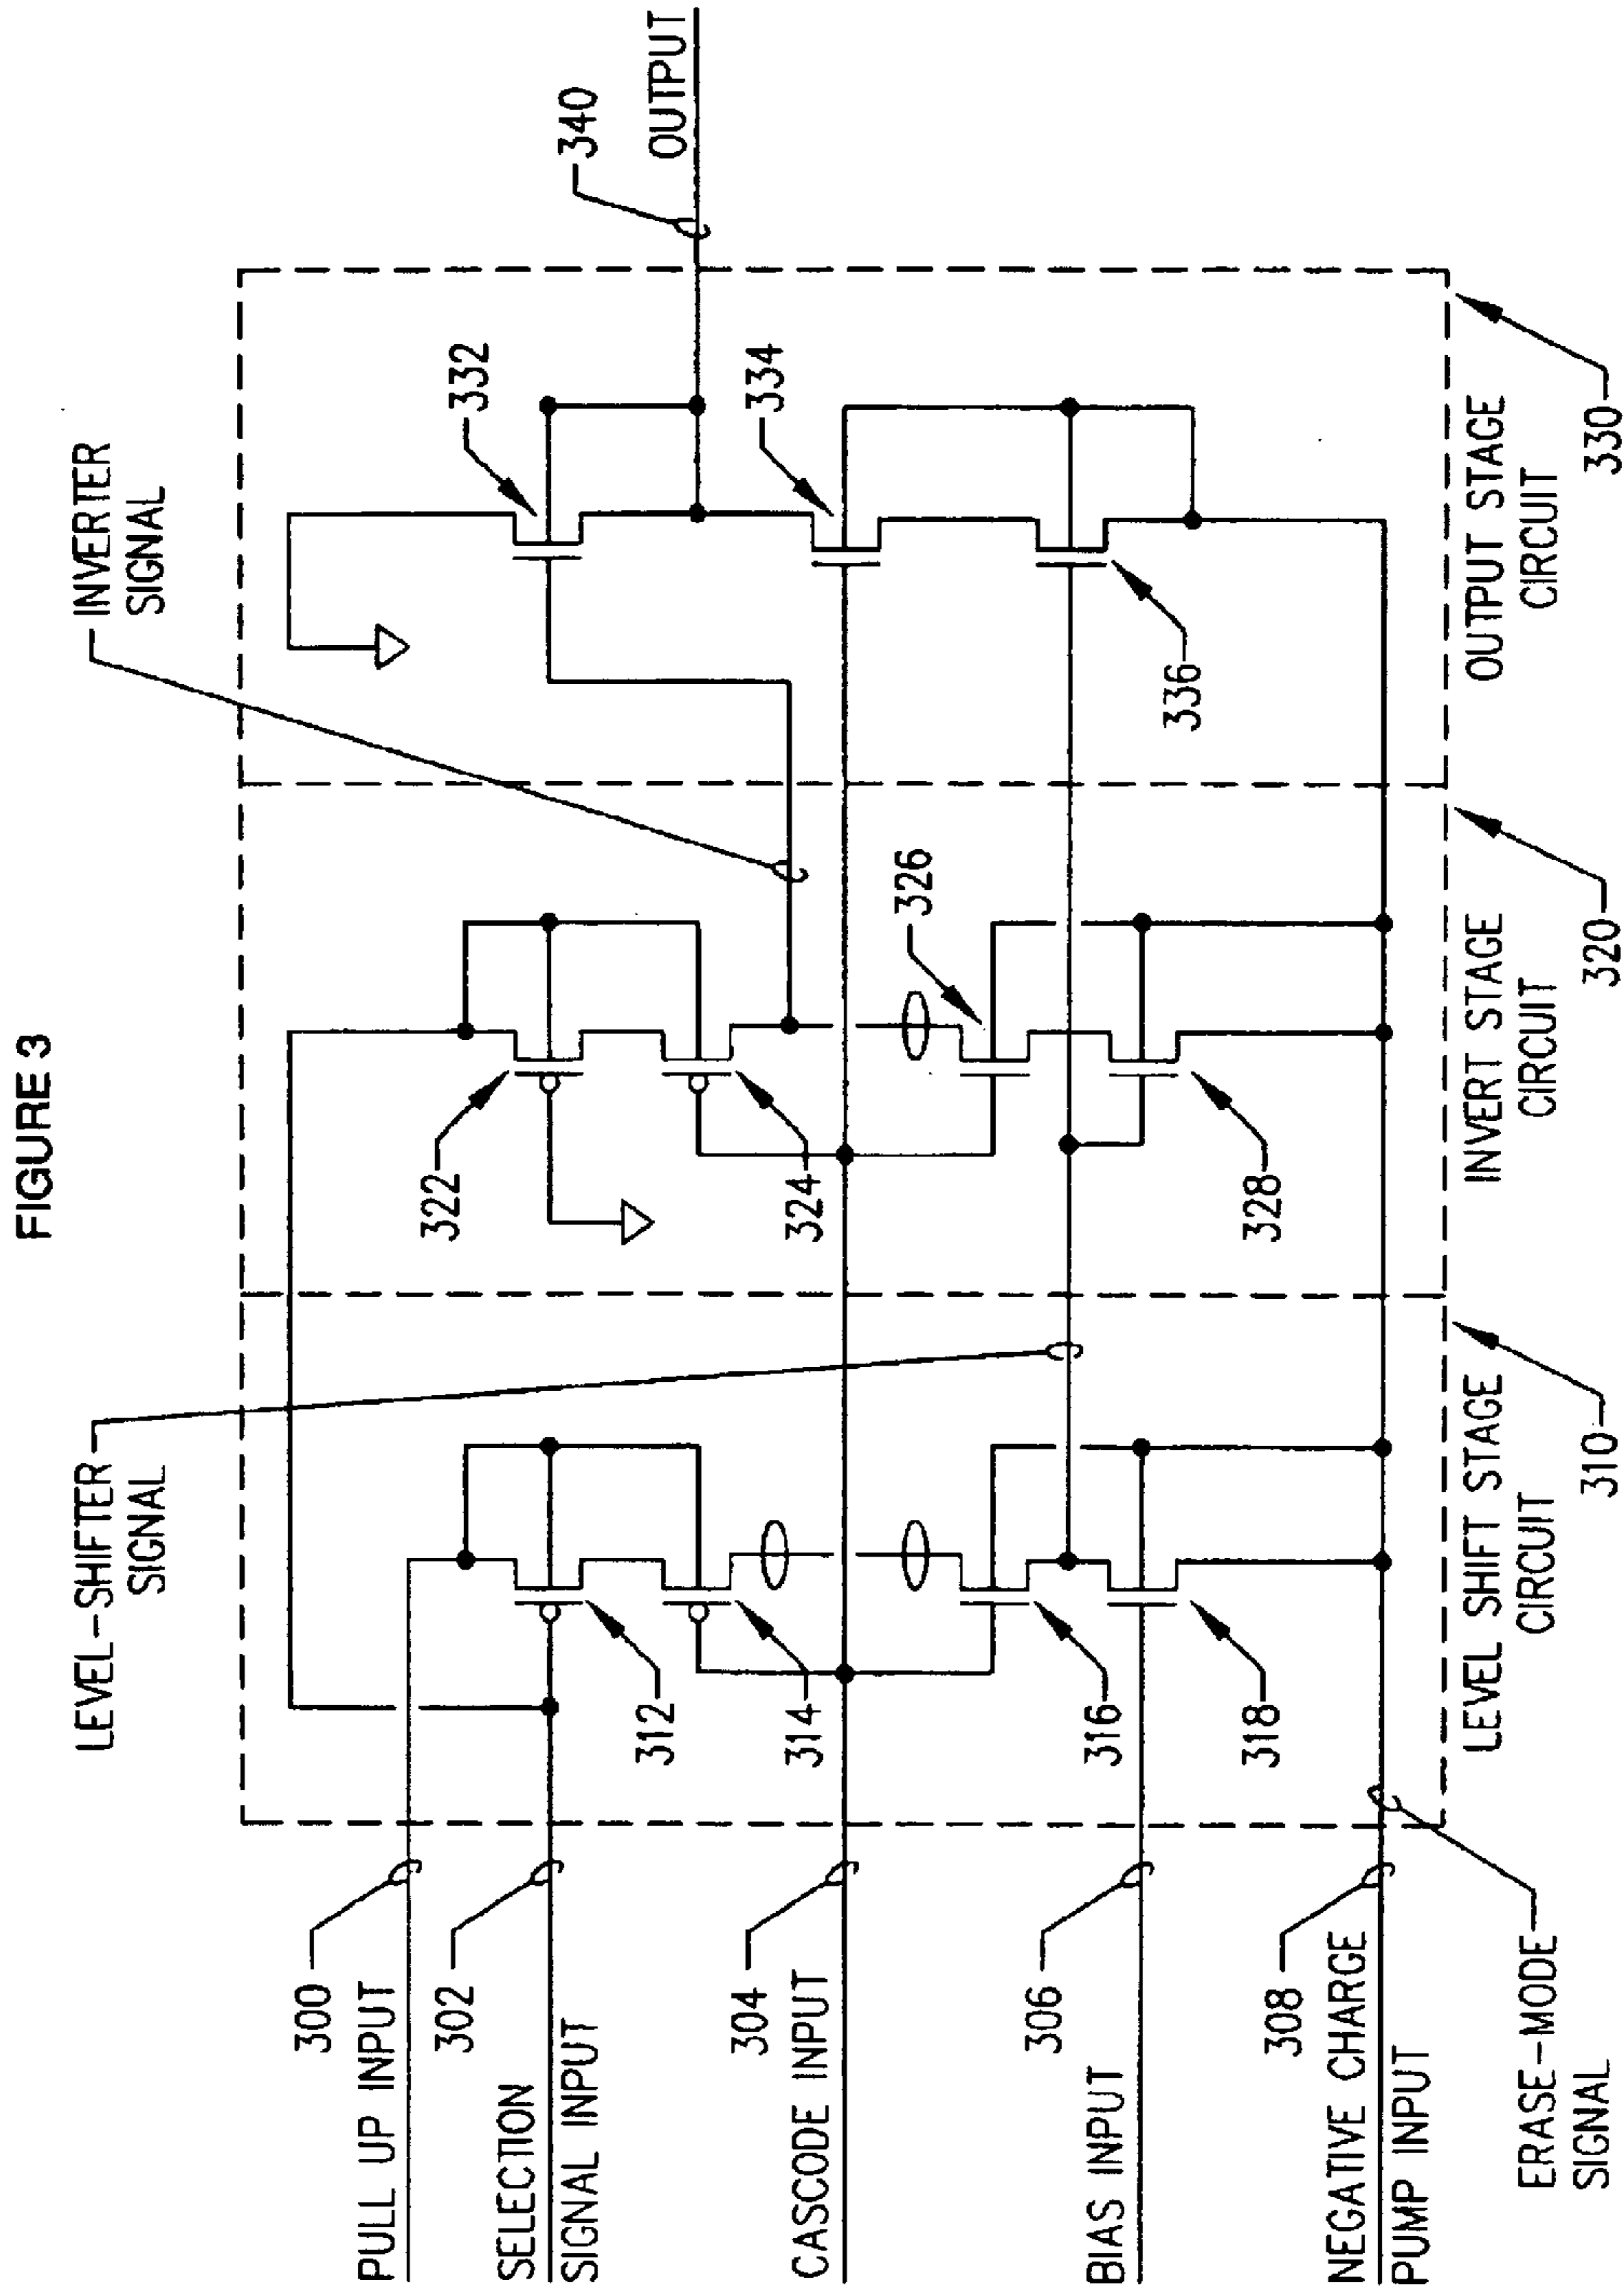 FIGURE 3
LEVEL-SHIFTER
SIGNAL
INVERTER
SIGNAL
300
PULL UP INPUT
302
SELECTION
SIGNAL INPUT
304
CASCODE INPUT
306
BIAS INPUT
308
NEGATIVE CHARGE
PUMP INPUT
ERASE-MODE
SIGNAL
312
314
316
318
322
324
326
328
332
334
336
340
OUTPUT
LEVEL SHIFT STAGE
CIRCUIT
310
INVERT STAGE
CIRCUIT
320
OUTPUT STAGE
CIRCUIT
330